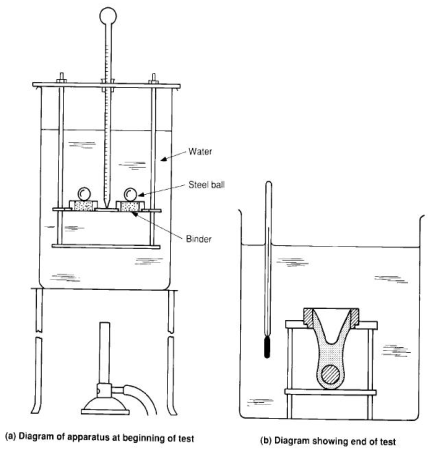 Water
Steel ball
Binder
(a) Diagram of apparatus at beginning of test
(b) Diagram showing end of test